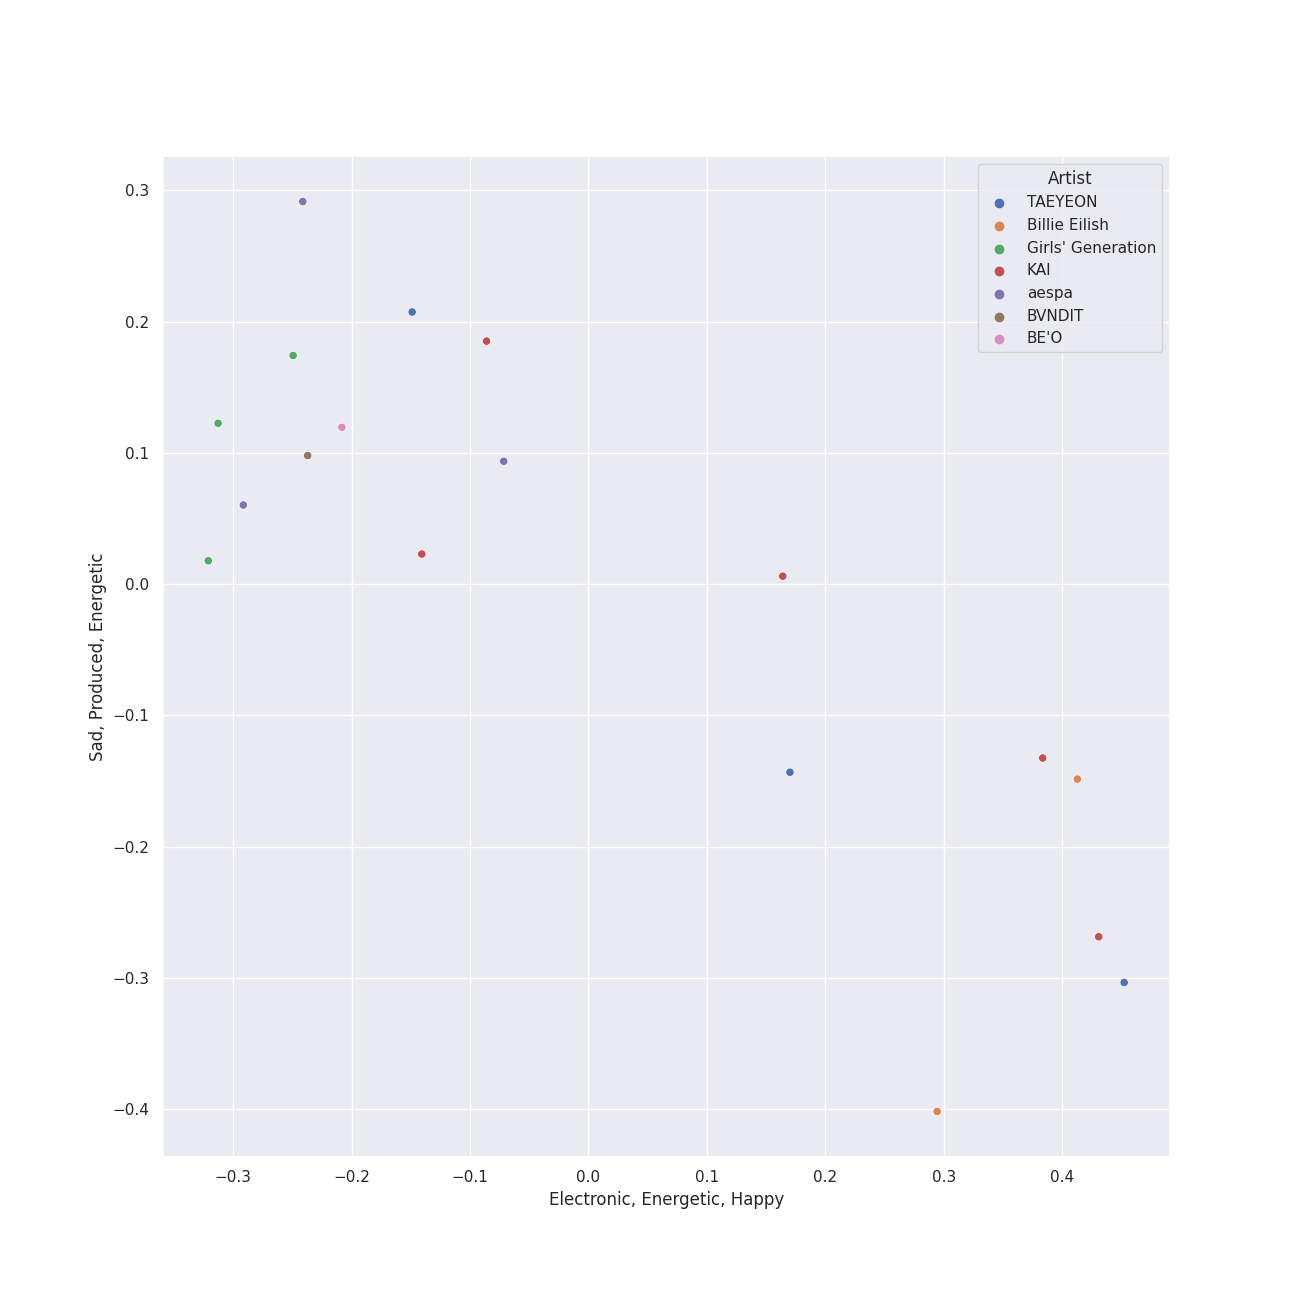 Artist
TAEYEON
Billie Eilish
Girls' Generation
KAI
aespa
BVNDIT
BE'O
0.3
0.2
0.1
0.0
−0.1
−0.2
−0.3
−0.4
Sad, Produced, Energetic
−0.3 −0.2 −0.1 0.0 0.1 0.2 0.3 0.4
Electronic, Energetic, Happy